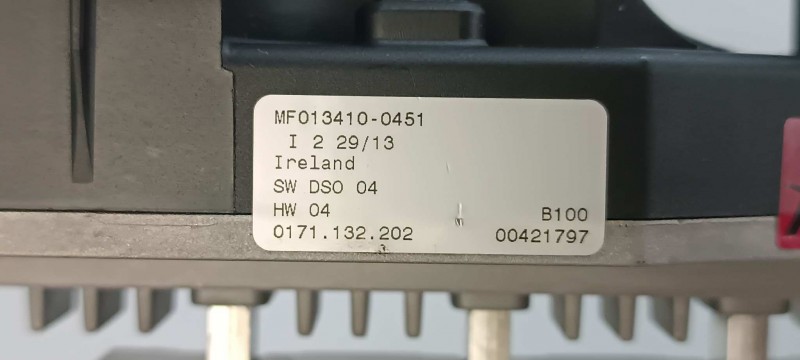 MF013410-0451
I 2 29/13
Ireland
SW DSO 04
HW 04 B100
0171.132.202 00421797